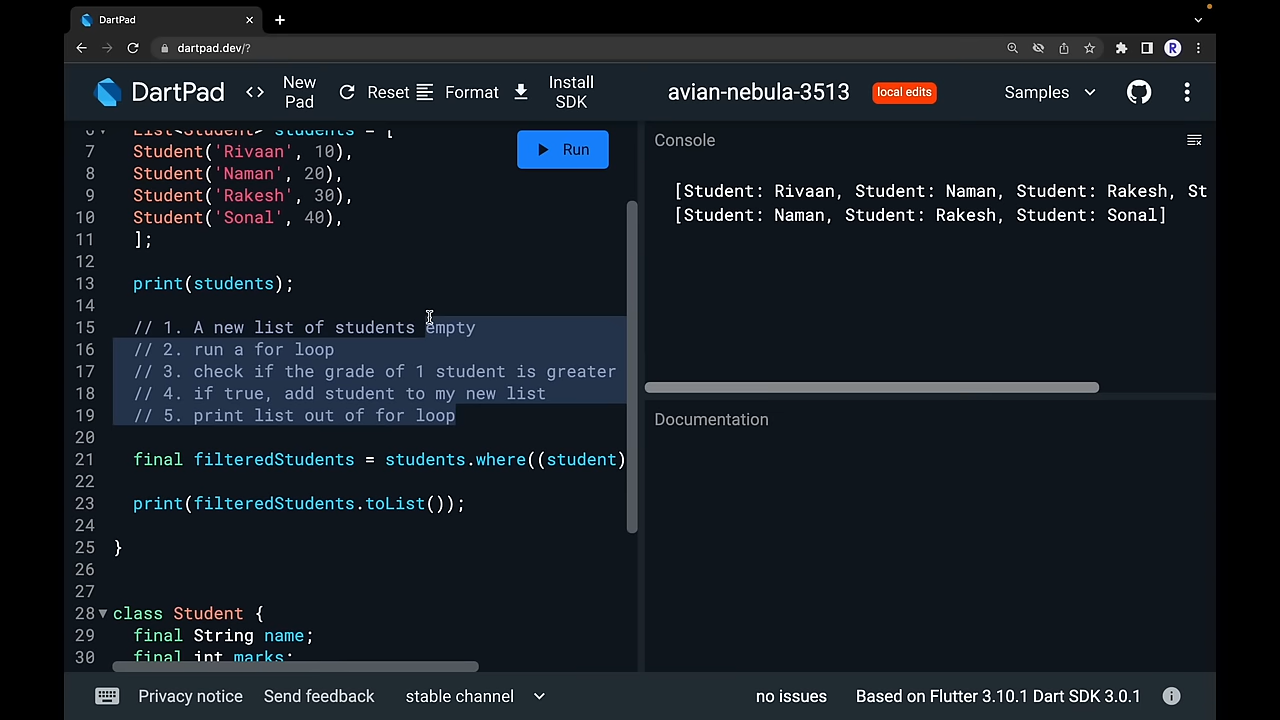 DartPad
dartpad.dev/?
R
DartPad
<> New Pad
Reset
Format
Install SDK
avian-nebula-3513
local edits
Samples
6 List<Student> students = [
7 Student('Rivaan', 10),
8 Student('Naman', 20),
9 Student('Rakesh', 30),
10 Student('Sonal', 40),
11 ];
12
13 print(students);
14
15 // 1. A new list of students empty
16 // 2. run a for loop
17 // 3. check if the grade of 1 student is greater
18 // 4. if true, add student to my new list
19 // 5. print list out of for loop
20
21 final filteredStudents = students.where((student)
22
23 print(filteredStudents.toList());
24
25 }
26
27
28 class Student {
29 final String name;
30 final int marks;
Run
Console
[Student: Rivaan, Student: Naman, Student: Rakesh, St
[Student: Naman, Student: Rakesh, Student: Sonal]
Documentation
Privacy notice
Send feedback
stable channel
no issues
Based on Flutter 3.10.1 Dart SDK 3.0.1